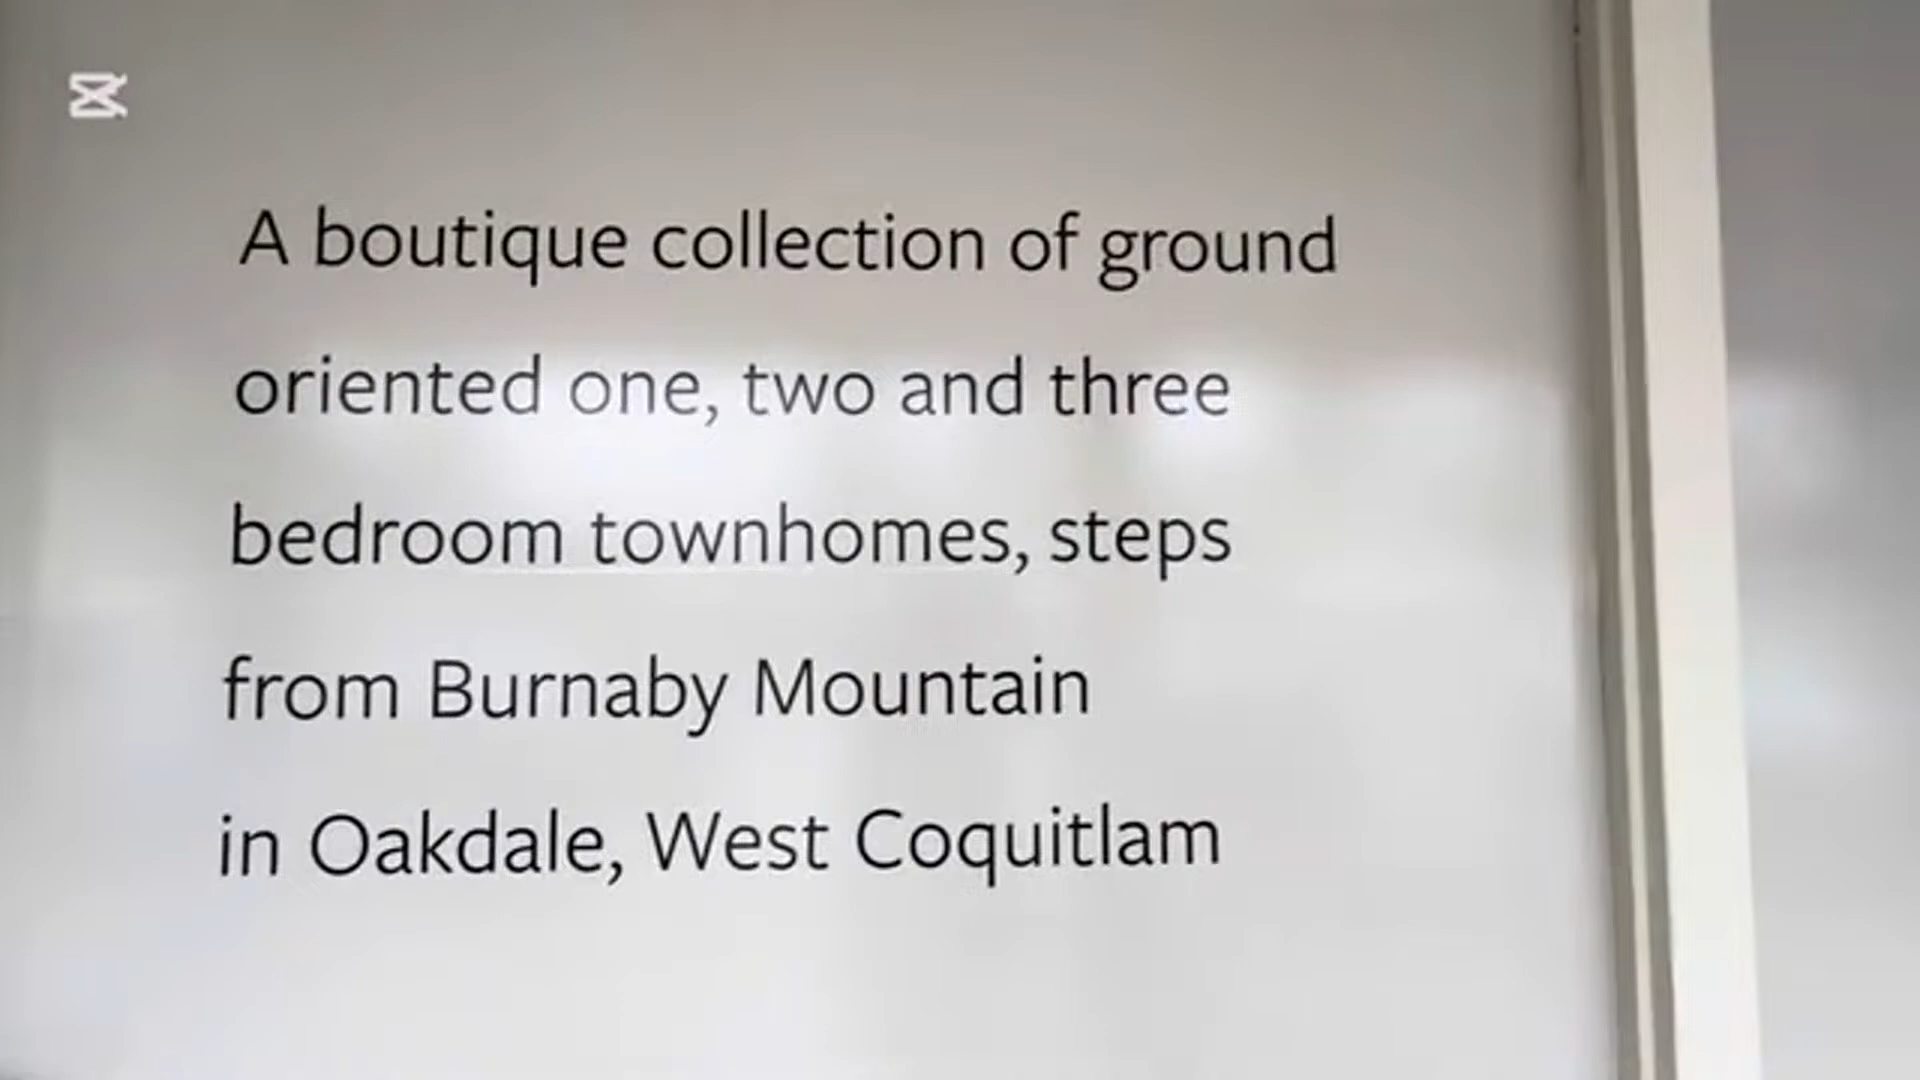 A boutique collection of ground
oriented one, two and three
bedroom townhomes, steps
from Burnaby Mountain
in Oakdale, West Coquitlam